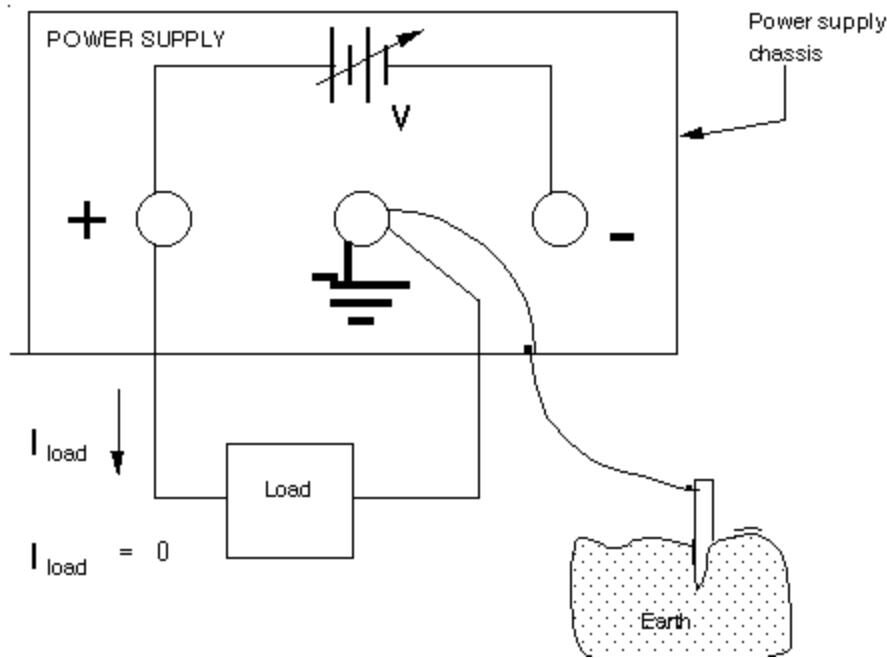 POWER SUPPLY
Power supply
chassis
V
+
-
I load
Load
I load = 0
Earth